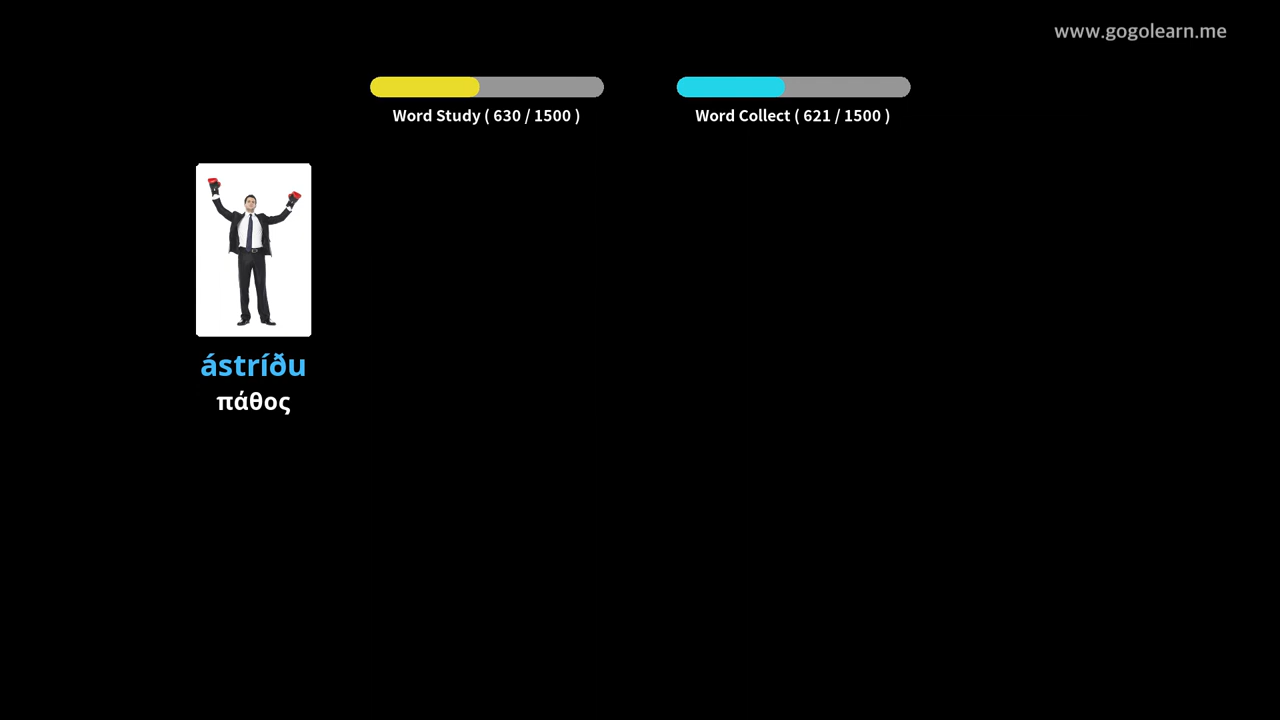 www.gogolearn.me
Word Study ( 630 / 1500 )
Word Collect ( 621 / 1500 )
ástríðu
πάθος